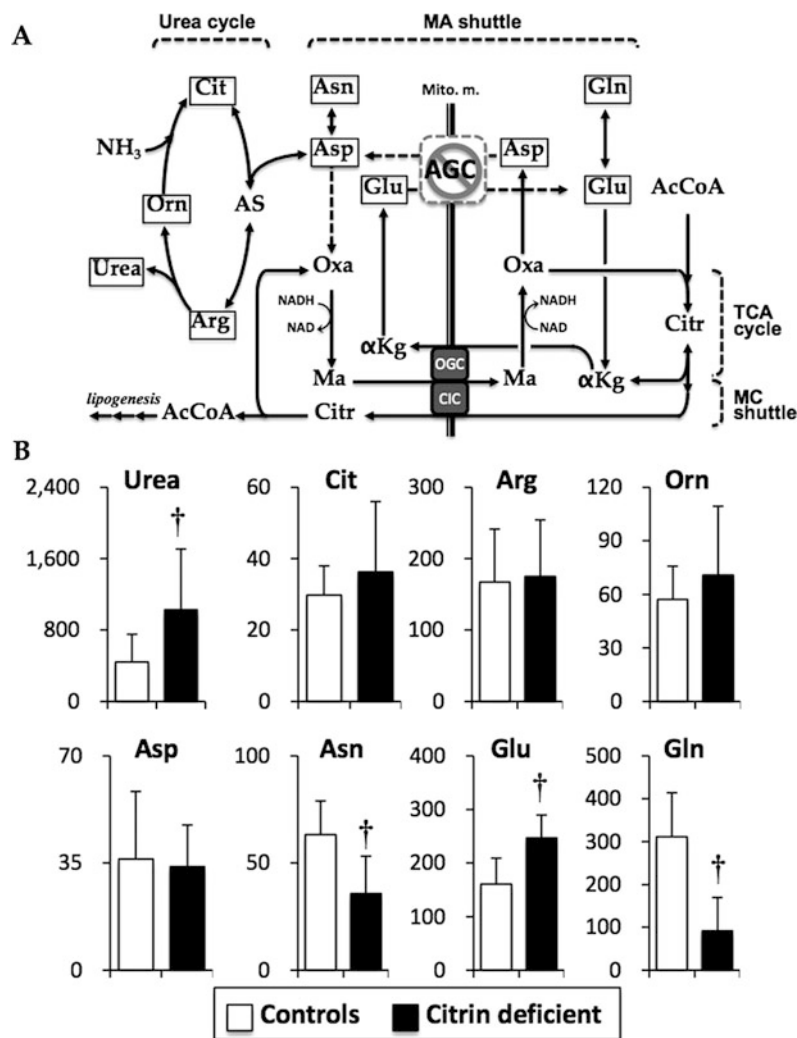 A
Urea cycle
MA shuttle
Cit
Asn
Mito. m.
Gln
NH₃
Asp
AGC
Asp
Orn
AS
Glu
Glu
AcCoA
Urea
Oxa
Oxa
NADH
NAD
NADH
NAD
Citr
TCA
cycle
Arg
αKg
OGC
Ma
Ma
αKg
CIC
MC
shuttle
lipogenesis
AcCoA
Citr
B
Urea
2,400
1,600
800
0
†
Cit
60
40
20
0
Arg
300
150
0
Orn
120
90
60
30
0
Asp
70
35
0
Asn
100
50
0
†
Glu
400
300
200
100
0
†
Gln
500
400
300
200
100
0
†
Controls
Citrin deficient